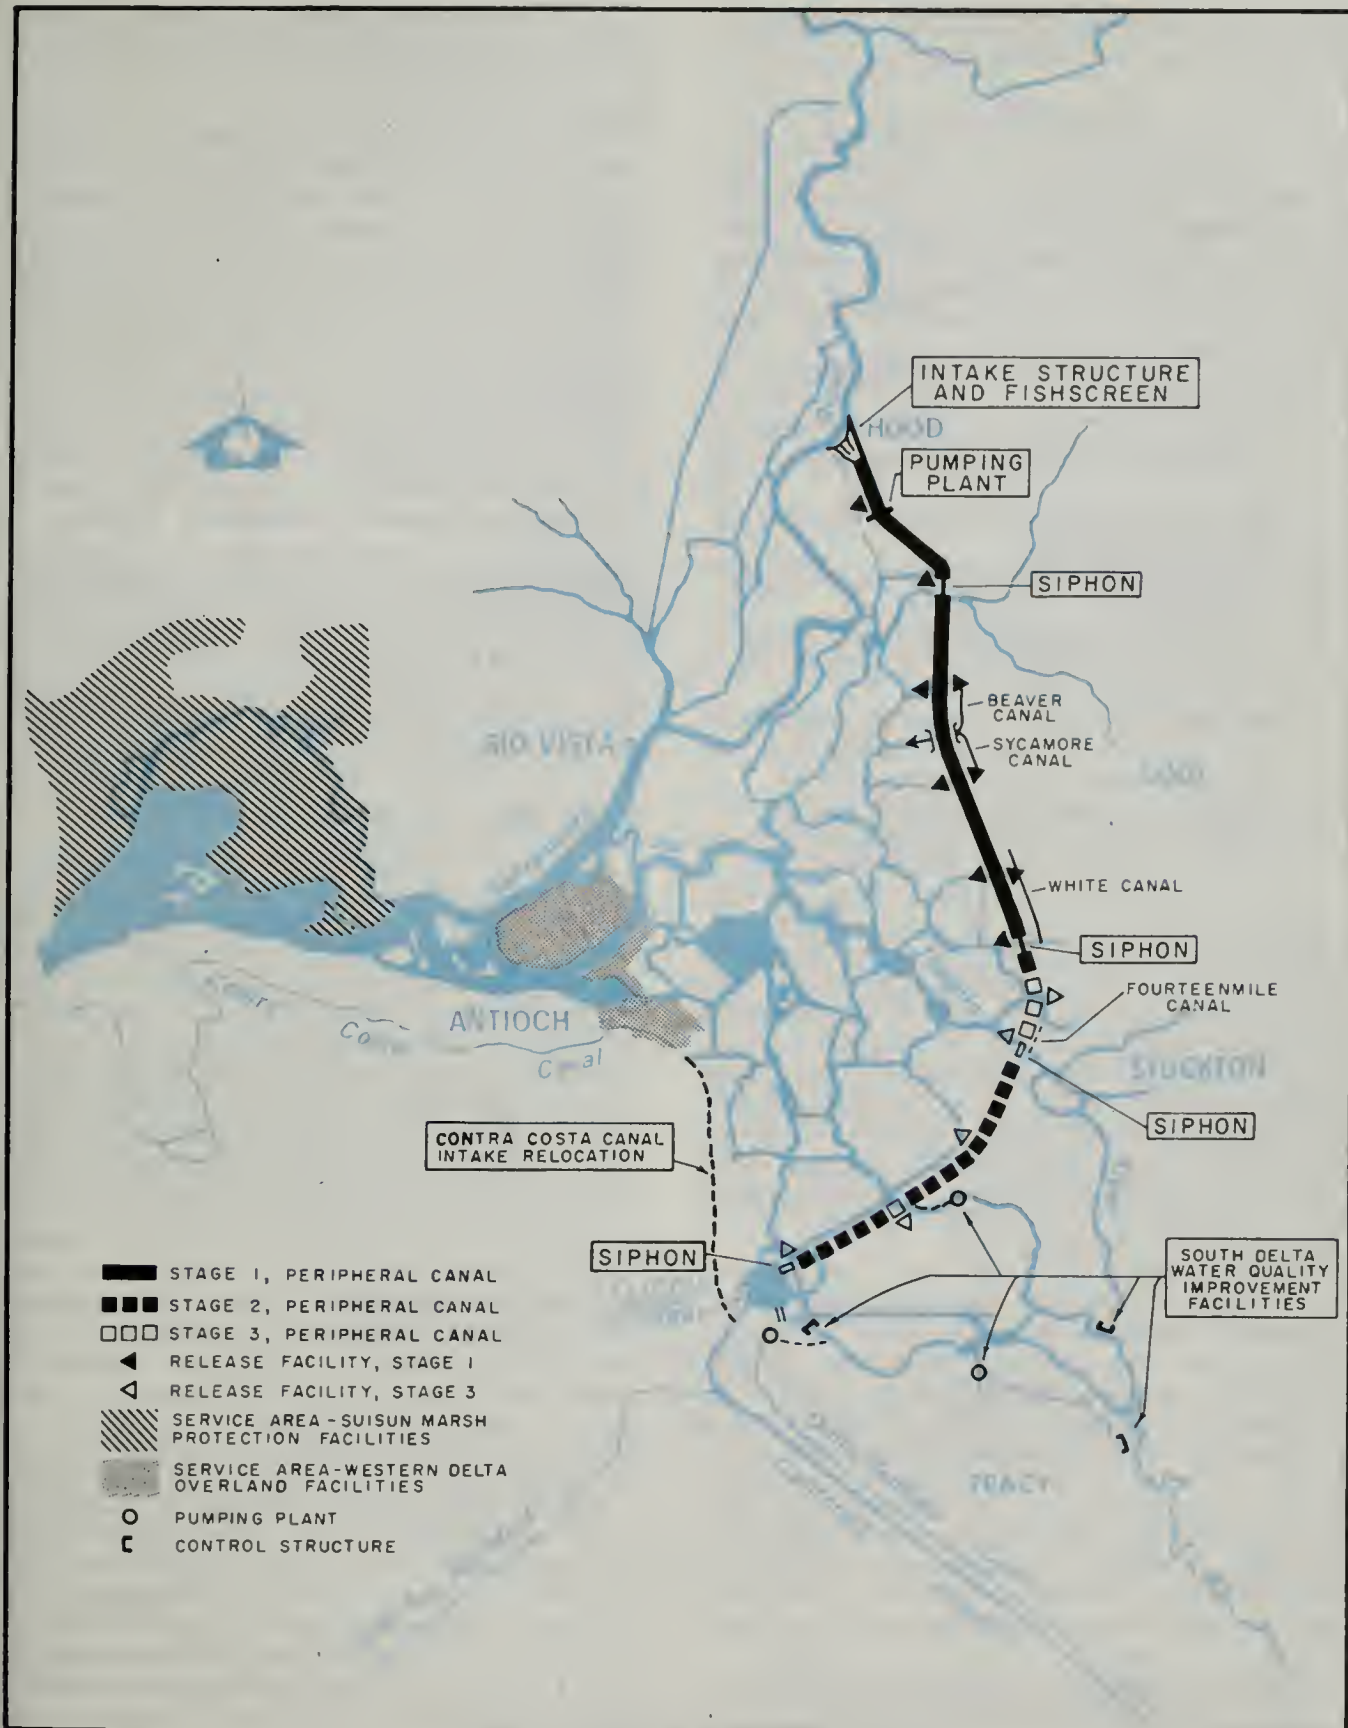 INTAKE STRUCTURE
AND FISHSCREEN
HOOD
PUMPING
PLANT
SIPHON
BEAVER
CANAL
SYCAMORE
CANAL
RIO VISTA
LODI
WHITE CANAL
SIPHON
FOURTEENMILE
CANAL
ANTIOCH
STOCKTON
SIPHON
CONTRA COSTA CANAL
INTAKE RELOCATION
SIPHON
SOUTH DELTA
WATER QUALITY
IMPROVEMENT
FACILITIES
STAGE 1, PERIPHERAL CANAL
STAGE 2, PERIPHERAL CANAL
STAGE 3, PERIPHERAL CANAL
RELEASE FACILITY, STAGE 1
RELEASE FACILITY, STAGE 3
SERVICE AREA - SUISUN MARSH
PROTECTION FACILITIES
SERVICE AREA-WESTERN DELTA
OVERLAND FACILITIES
PUMPING PLANT
CONTROL STRUCTURE
TRACY